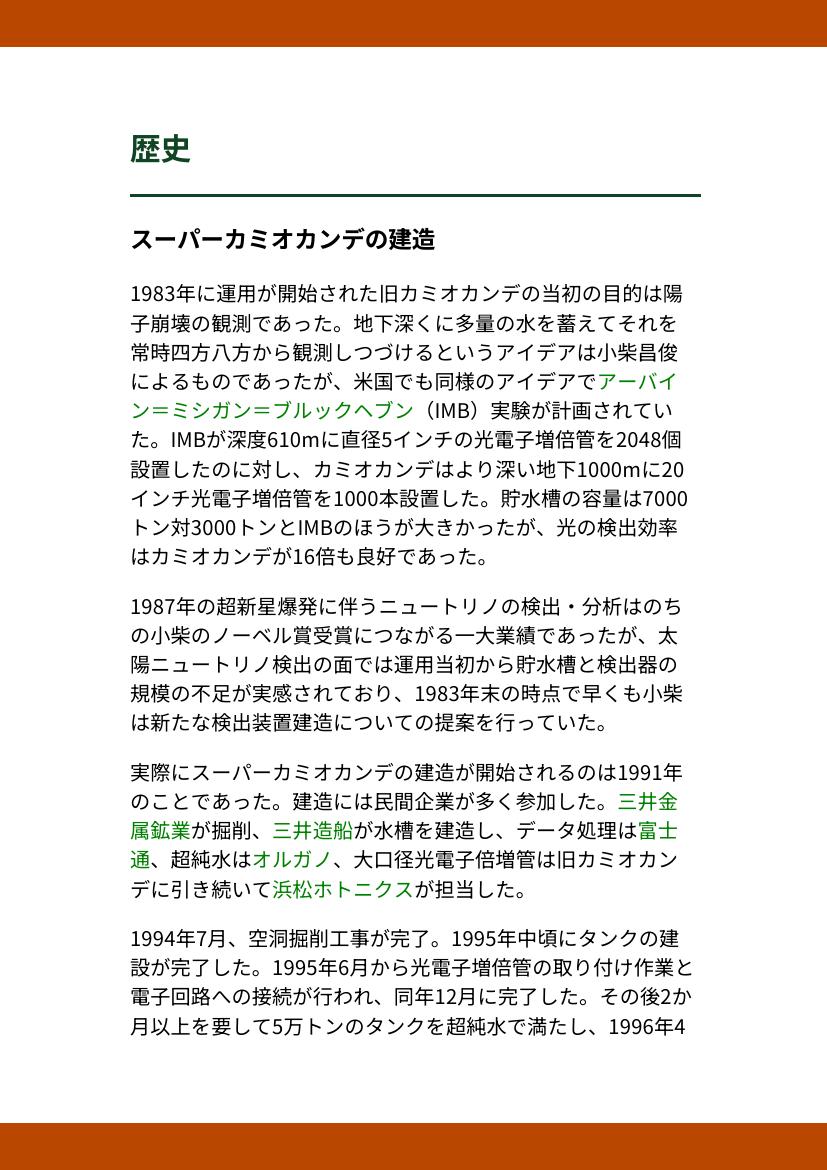 歴史
スーパーカミオカンデの建造
1983年に運用が開始された旧カミオカンデの当初の目的は陽
子崩壊の観測であった。地下深くに多量の水を蓄えてそれを
常時四方八方から観測しつづけるというアイデアは小柴昌俊
によるものであったが、米国でも同様のアイデアでアーバイ
ン＝ミシガン＝ブルックヘブン（IMB）実験が計画されてい
た。IMBが深度610mに直径5インチの光電子増倍管を2048個
設置したのに対し、カミオカンデはより深い地下1000mに20
インチ光電子増倍管を1000本設置した。貯水槽の容量は7000
トン対3000トンとIMBのほうが大きかったが、光の検出効率
はカミオカンデが16倍も良好であった。
1987年の超新星爆発に伴うニュートリノの検出・分析はのち
の小柴のノーベル賞受賞につながる一大業績であったが、太
陽ニュートリノ検出の面では運用当初から貯水槽と検出器の
規模の不足が実感されており、1983年末の時点で早くも小柴
は新たな検出装置建造についての提案を行っていた。
実際にスーパーカミオカンデの建造が開始されるのは1991年
のことであった。建造には民間企業が多く参加した。三井金
属鉱業が掘削、三井造船が水槽を建造し、データ処理は富士
通、超純水はオルガノ、大口径光電子倍増管は旧カミオカン
デに引き続いて浜松ホトニクスが担当した。
1994年7月、空洞掘削工事が完了。1995年中頃にタンクの建
設が完了した。1995年6月から光電子増倍管の取り付け作業と
電子回路への接続が行われ、同年12月に完了した。その後2か
月以上を要して5万トンのタンクを超純水で満たし、1996年4